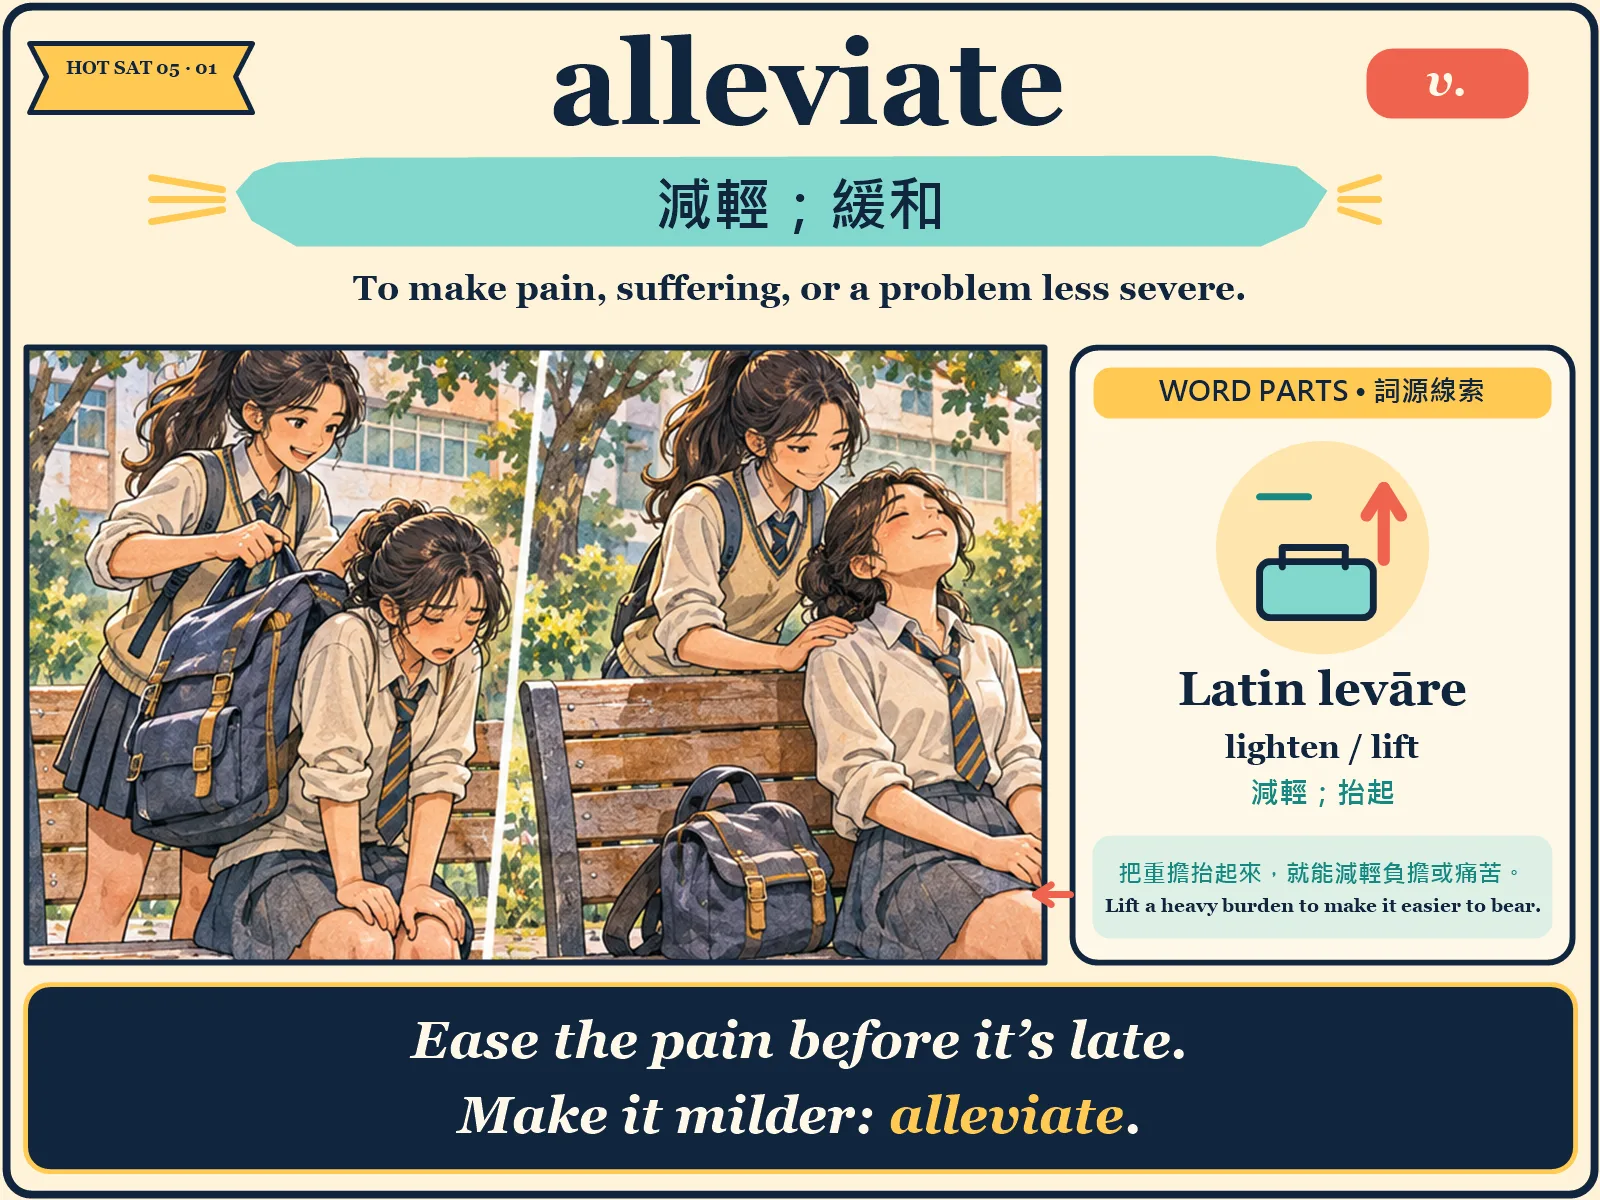 HOT SAT 05 · 01
alleviate
v.
減輕；緩和
To make pain, suffering, or a problem less severe.
WORD PARTS • 詞源線索
Latin levāre
lighten / lift
減輕；抬起
把重擔抬起來，就能減輕負擔或痛苦。
Lift a heavy burden to make it easier to bear.
Ease the pain before it’s late.
Make it milder: alleviate.